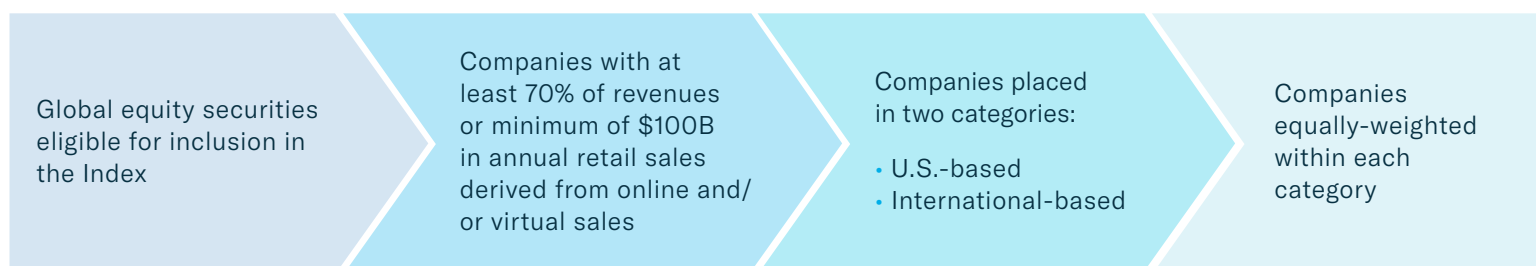 Global equity securities
eligible for inclusion in
the Index
Companies with at
least 70% of revenues
or minimum of $100B
in annual retail sales
derived from online and/
or virtual sales
Companies placed
in two categories:
• U.S.-based
• International-based
Companies
equally-weighted
within each
category